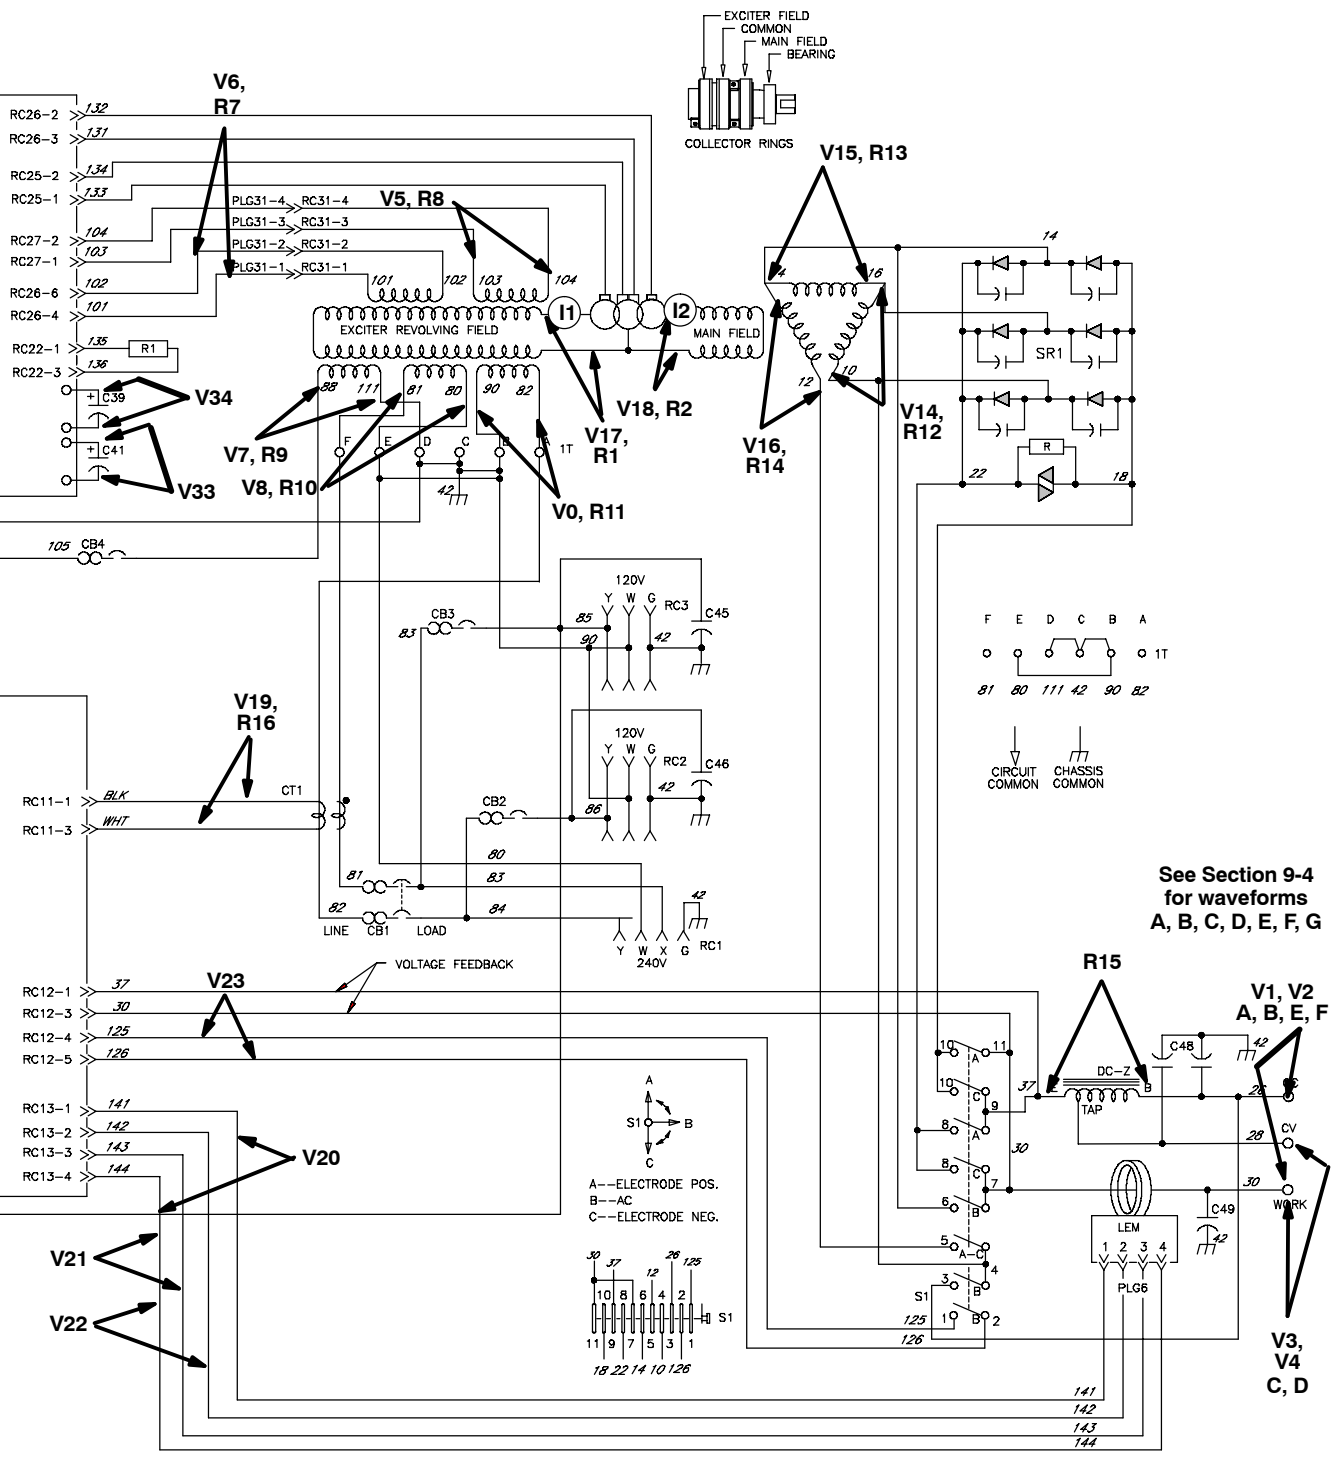 EXCITER FIELD
COMMON
MAIN FIELD
BEARING
COLLECTOR RINGS
V6,
R7
RC26-2 132
RC26-3 131
RC25-2 134
RC25-1 133
RC27-2 104
RC27-1 103
RC26-6 102
RC26-4 101
RC22-1 135 R1
RC22-3 136
PLG31-4 RC31-4
PLG31-3 RC31-3
PLG31-2 RC31-2
PLG31-1 RC31-1
V5, R8
V15, R13
101 102 103 104
I1 I2
EXCITER REVOLVING FIELD
MAIN FIELD
14
16
12 10
SR1
R
22 18
+ C39
V34
+ C41
V33
88 111 81 80 90 82
V7, R9
V8, R10
F E D C B A 1T
42
V17,
R1
V18, R2
V0, R11
V16,
R14
V14,
R12
105 CB4
120V
Y W G RC3
C45
CB3
83 85
90 42
120V
Y W G RC2
C46
CB2
86 42
F E D C B A
1T
81 80 111 42 90 82
CIRCUIT
COMMON
CHASSIS
COMMON
V19,
R16
RC11-1 BLK
RC11-3 WHT
CT1
80
81 83
82 84
LINE CB1 LOAD
42
Y W X G RC1
240V
See Section 9-4
for waveforms
A, B, C, D, E, F, G
VOLTAGE FEEDBACK
V23
RC12-1 37
RC12-3 30
RC12-4 125
RC12-5 126
RC13-1 141
RC13-2 142
RC13-3 143
RC13-4 144
V20
V21
V22
A
S1 B
C
A--ELECTRODE POS.
B--AC
C--ELECTRODE NEG.
30 37 12 26 125
10 8 6 4 2
S1
11 9 7 5 3 1
18 22 14 10 126
R15
V1, V2
A, B, E, F
10 A 11
10 C
9
8 A
8 C
7
6 B
5 A-C
4
3 B
S1
1 B 2
125
126
37
30
DC-Z
E B
TAP
C48
42
26
CV
28
30
WORK
C49
42
LEM
1 2 3 4
PLG6
V3,
V4
C, D
141
142
143
144